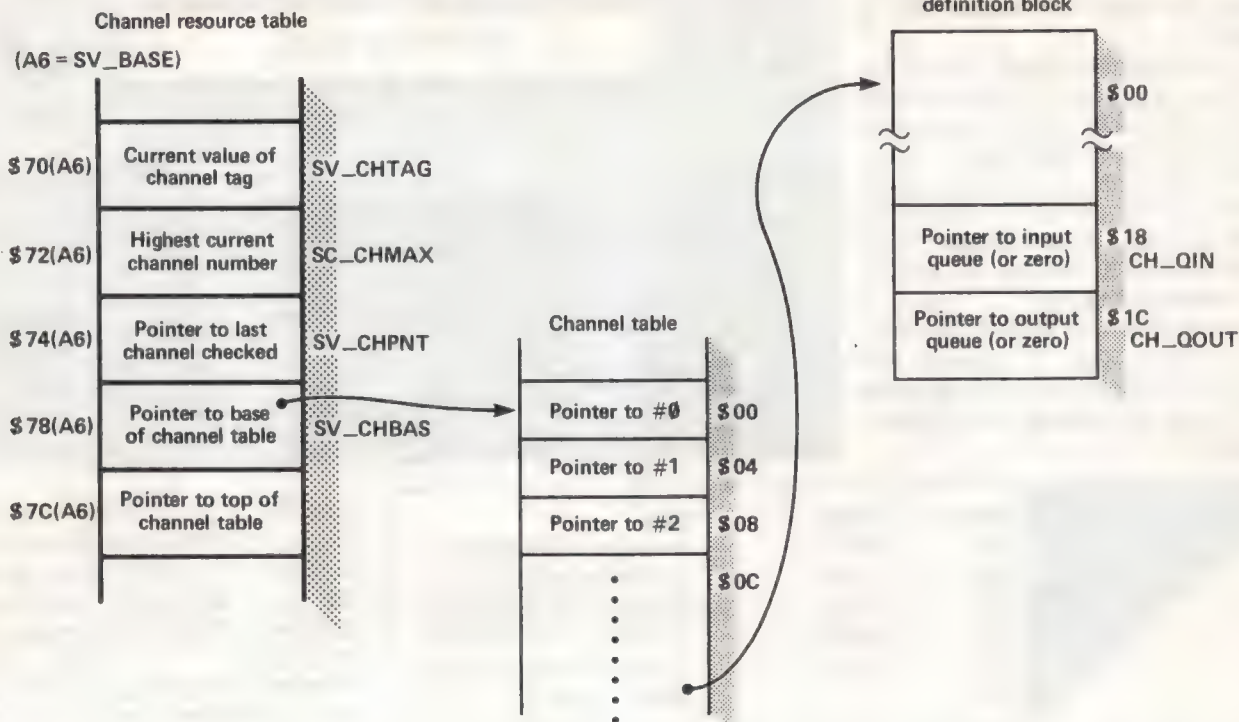 Channel resource table
(A6 = SV_BASE)
$70(A6)
Current value of
channel tag
SV_CHTAG
$72(A6)
Highest current
channel number
SC_CHMAX
$74(A6)
Pointer to last
channel checked
SV_CHPNT
$78(A6)
Pointer to base
of channel table
SV_CHBAS
$7C(A6)
Pointer to top of
channel table
Channel table
Pointer to #0
$00
Pointer to #1
$04
Pointer to #2
$08
$0C
definition block
$00
Pointer to input
queue (or zero)
$18
CH_QIN
Pointer to output
queue (or zero)
$1C
CH_QOUT